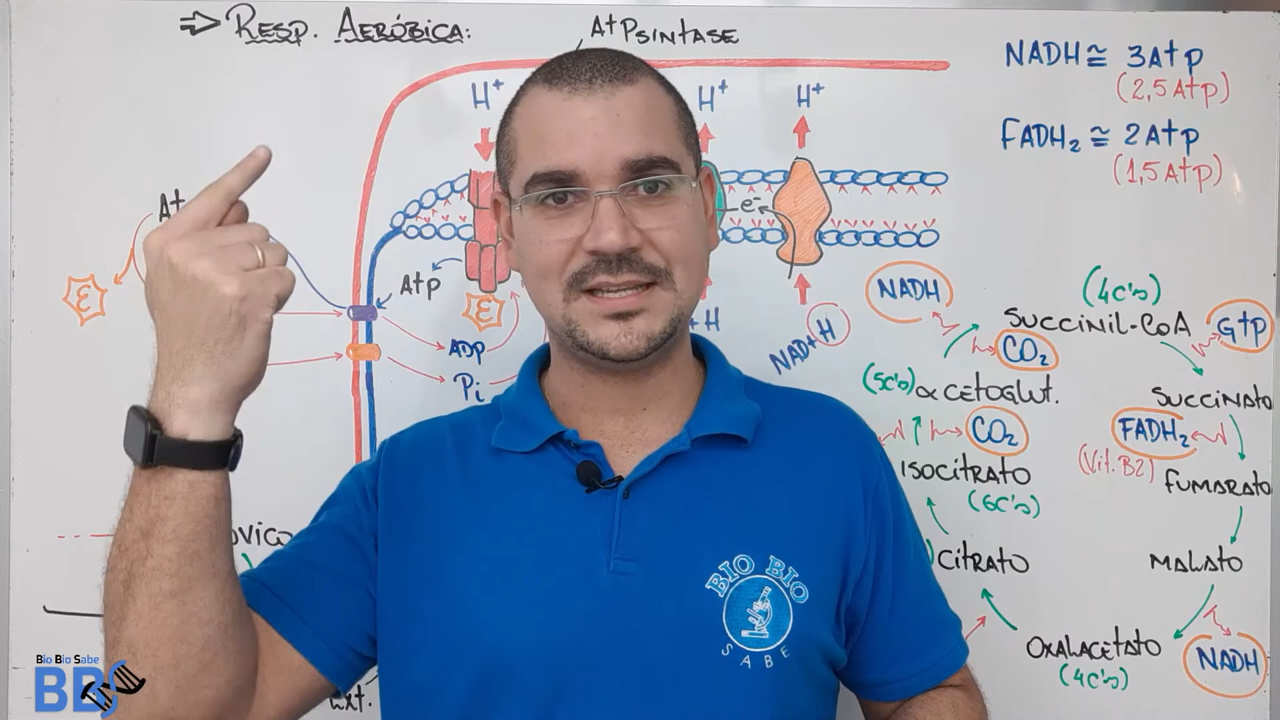 ⇒ RESP. AERÓBICA:
AtPSINTASE
NADH ≅ 3Atp
(2,5 Atp)
FADH₂ ≅ 2Atp
(1,5 Atp)
H⁺
H⁺
H⁺
e⁻
At
Ɛ
Atp
Ɛ
ADP
Pi
H
NAD+H
NADH
(4C's)
SUCCINIL-CoA
Gtp
CO₂
(5C's)
α CETOGLUT.
SUCCINATO
CO₂
FADH₂
(Vit. B2)
ISOCITRATO
(6C's)
FUMARATO
CITRATO
MALATO
OXALACETATO
(4C's)
NADH
BIO BIO
SABE
Bio Bio Sabe
BBS